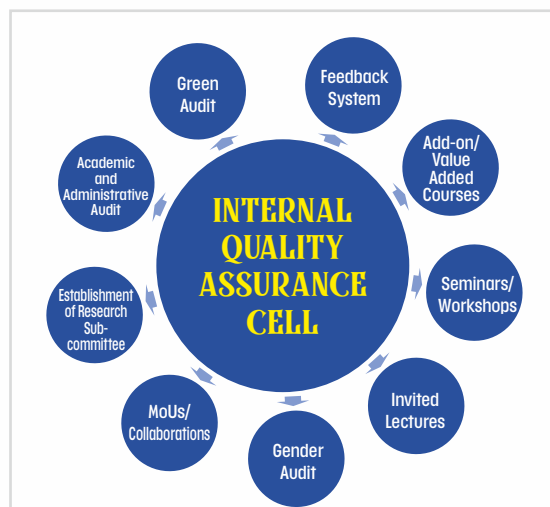 INTERNAL
QUALITY
ASSURANCE
CELL
Feedback
System
Add-on/
Value
Added
Courses
Seminars/
Workshops
Invited
Lectures
Gender
Audit
MoUs/
Collaborations
Establishment
of Research
Sub-
committee
Academic
and
Administrative
Audit
Green
Audit